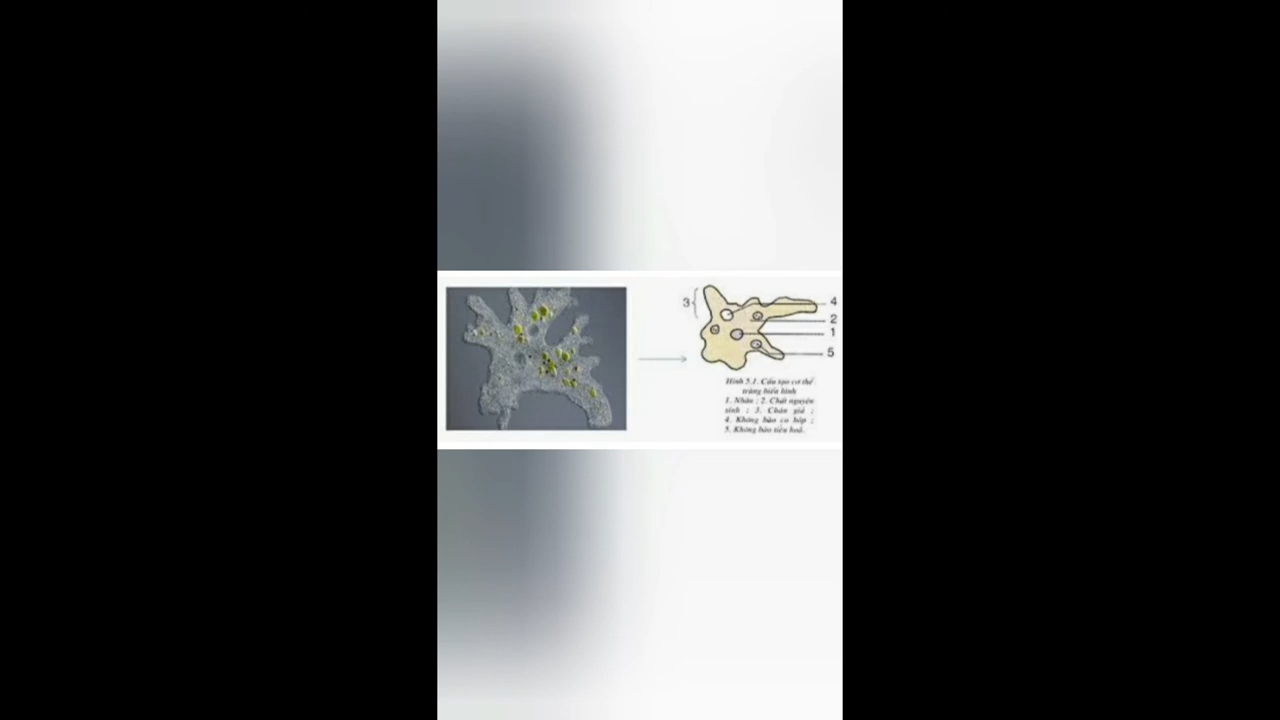 3
4
2
1
5
Hình 5.1. Cấu tạo cơ thể
trùng biến hình
1. Nhân ; 2. Chất nguyên
sinh ; 3. Chân giả ;
4. Không bào co bóp ;
5. Không bào tiêu hoá.